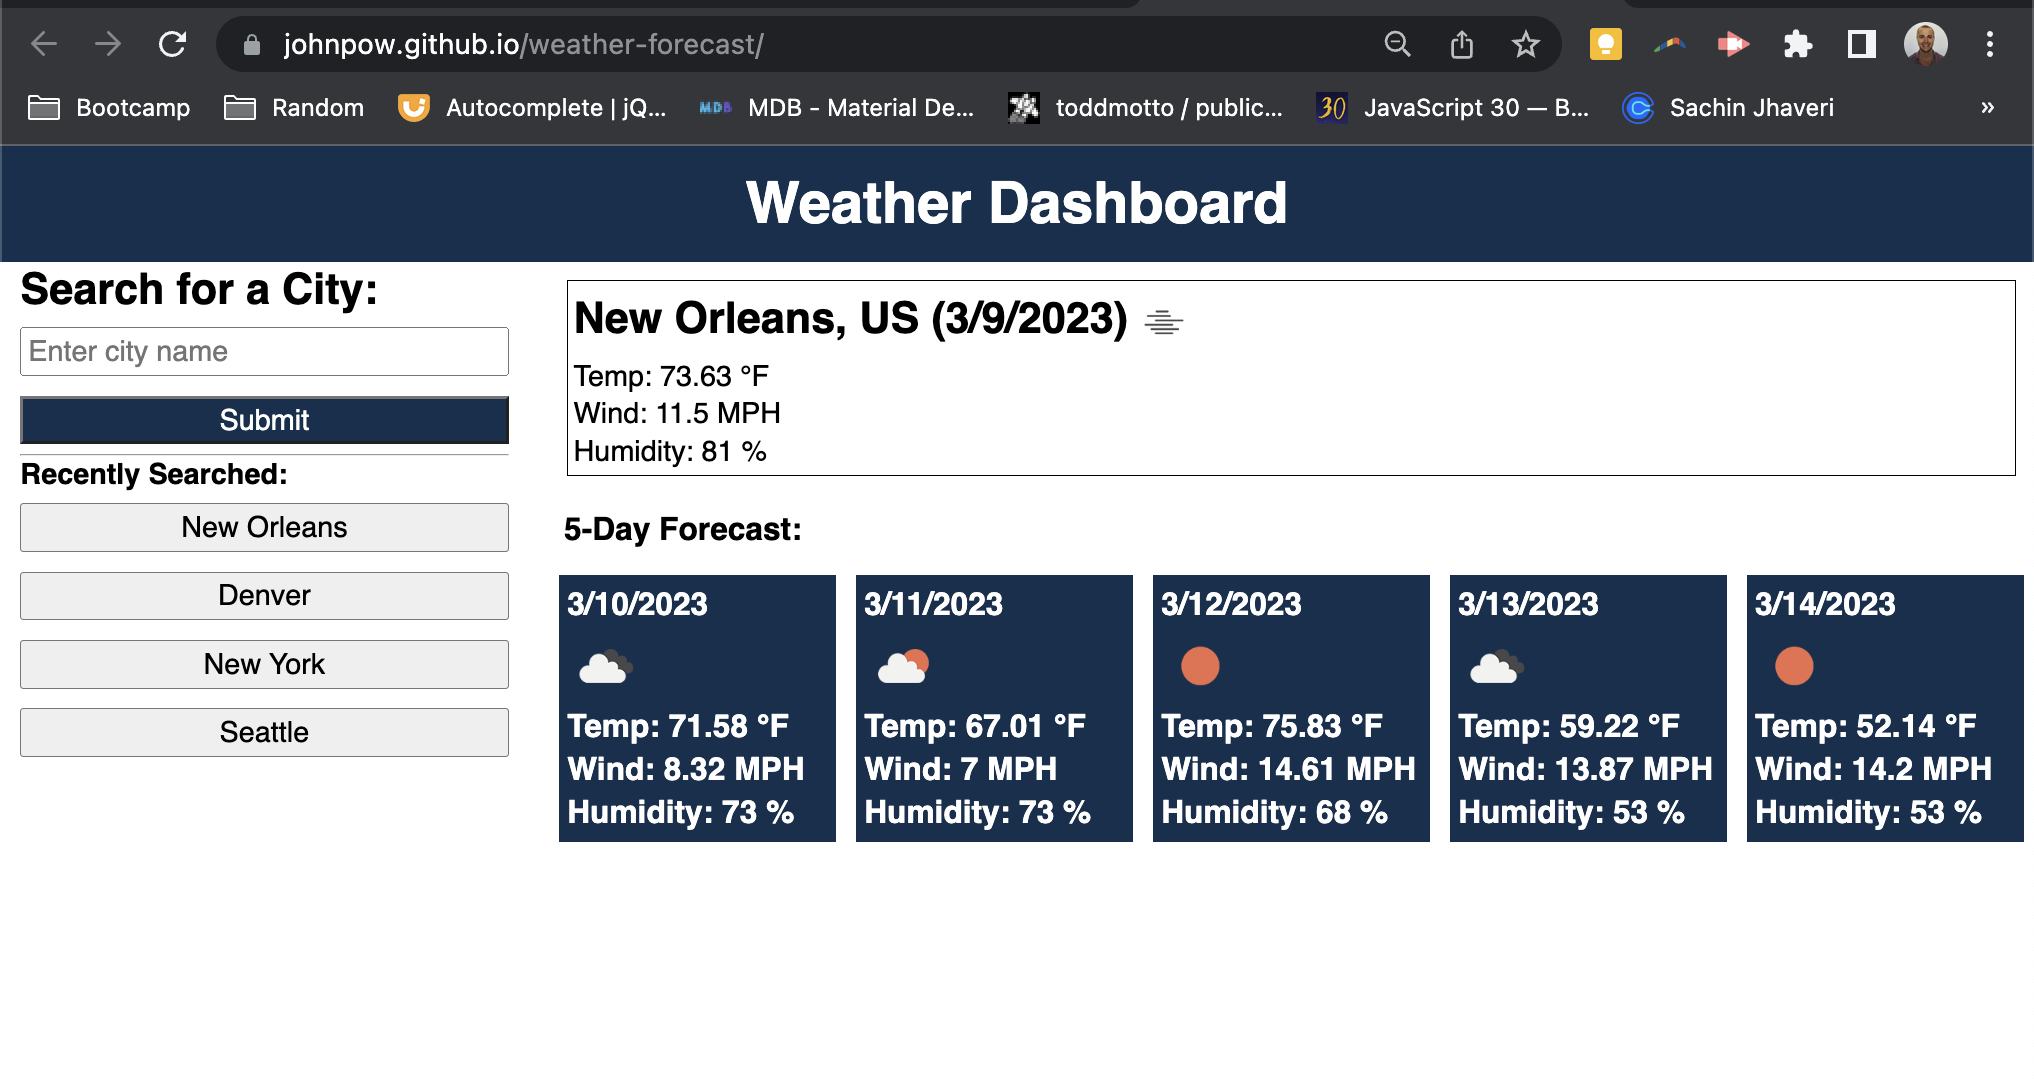 johnpow.github.io/weather-forecast/
Bootcamp Random Autocomplete | jQ... MDB MDB - Material De... toddmotto / public... 30 JavaScript 30 — B... Sachin Jhaveri »
Weather Dashboard
Search for a City:
Enter city name
Submit
Recently Searched:
New Orleans
Denver
New York
Seattle
New Orleans, US (3/9/2023)
Temp: 73.63 °F
Wind: 11.5 MPH
Humidity: 81 %
5-Day Forecast:
3/10/2023
Temp: 71.58 °F
Wind: 8.32 MPH
Humidity: 73 %
3/11/2023
Temp: 67.01 °F
Wind: 7 MPH
Humidity: 73 %
3/12/2023
Temp: 75.83 °F
Wind: 14.61 MPH
Humidity: 68 %
3/13/2023
Temp: 59.22 °F
Wind: 13.87 MPH
Humidity: 53 %
3/14/2023
Temp: 52.14 °F
Wind: 14.2 MPH
Humidity: 53 %